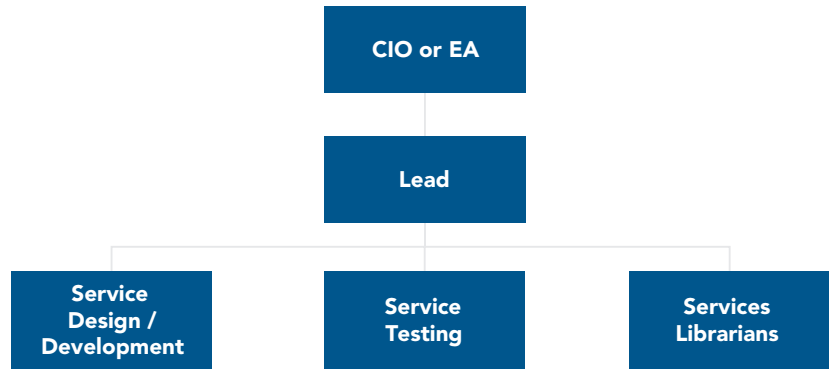 CIO or EA
Lead
Service
Design /
Development
Service
Testing
Services
Librarians